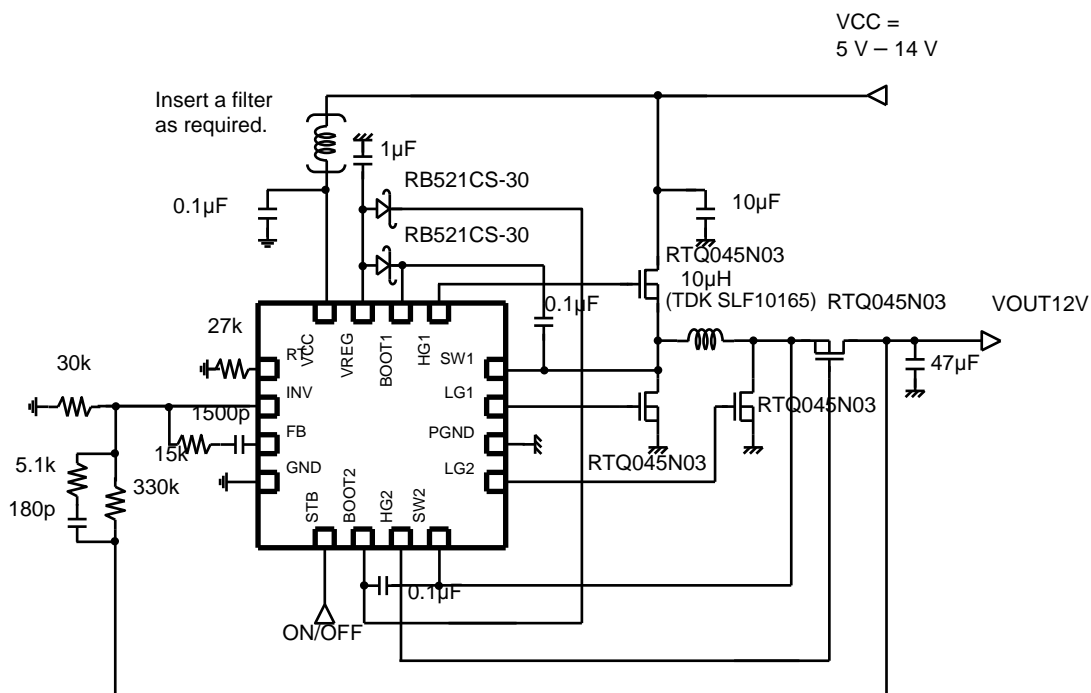 VCC =
5 V – 14 V
Insert a filter
as required.
1µF
RB521CS-30
0.1µF
10µF
RB521CS-30
RTQ045N03
10µH
(TDK SLF10165)
RTQ045N03
VOUT12V
0.1µF
27k
RT
VCC
VREG
BOOT1
HG1
SW1
30k
47µF
INV
LG1
RTQ045N03
1500p
FB
PGND
15k
5.1k
GND
LG2
RTQ045N03
330k
180p
STB
BOOT2
HG2
SW2
0.1µF
ON/OFF